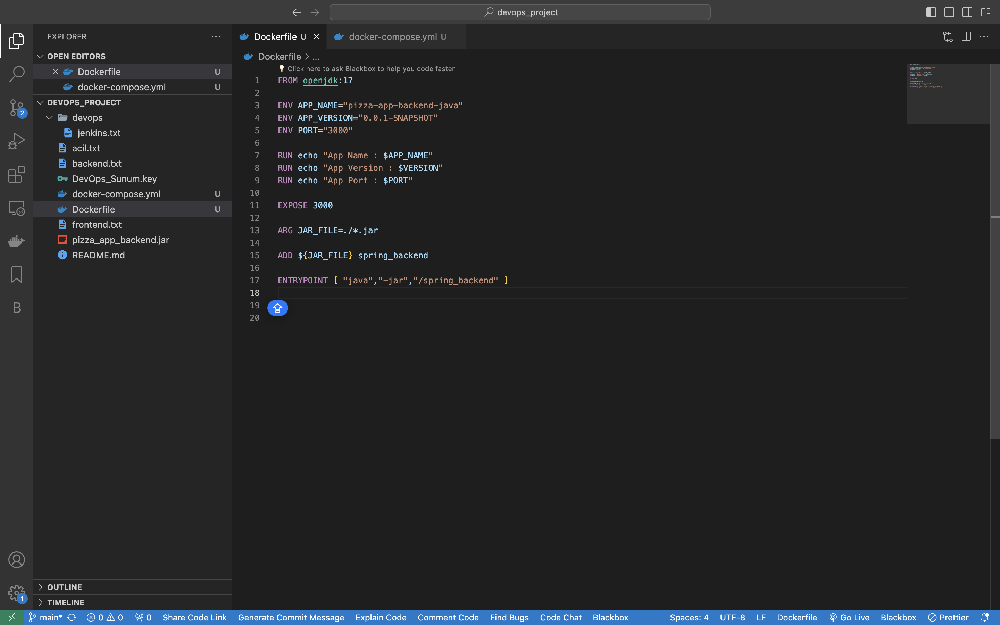 devops_project
EXPLORER
OPEN EDITORS
Dockerfile U
docker-compose.yml U
DEVOPS_PROJECT
devops
jenkins.txt
acil.txt
backend.txt
DevOps_Sunum.key
docker-compose.yml U
Dockerfile U
frontend.txt
pizza_app_backend.jar
README.md
OUTLINE
TIMELINE
2
B
1
Dockerfile U
docker-compose.yml U
Dockerfile > ...
Click here to ask Blackbox to help you code faster
1 FROM openjdk:17
2
3 ENV APP_NAME="pizza-app-backend-java"
4 ENV APP_VERSION="0.0.1-SNAPSHOT"
5 ENV PORT="3000"
6
7 RUN echo "App Name : $APP_NAME"
8 RUN echo "App Version : $VERSION"
9 RUN echo "App Port : $PORT"
10
11 EXPOSE 3000
12
13 ARG JAR_FILE=./*.jar
14
15 ADD ${JAR_FILE} spring_backend
16
17 ENTRYPOINT [ "java","-jar","/spring_backend" ]
18
19
20
main* 0 0 0 Share Code Link Generate Commit Message Explain Code Comment Code Find Bugs Code Chat Blackbox Spaces: 4 UTF-8 LF Dockerfile Go Live Blackbox Prettier